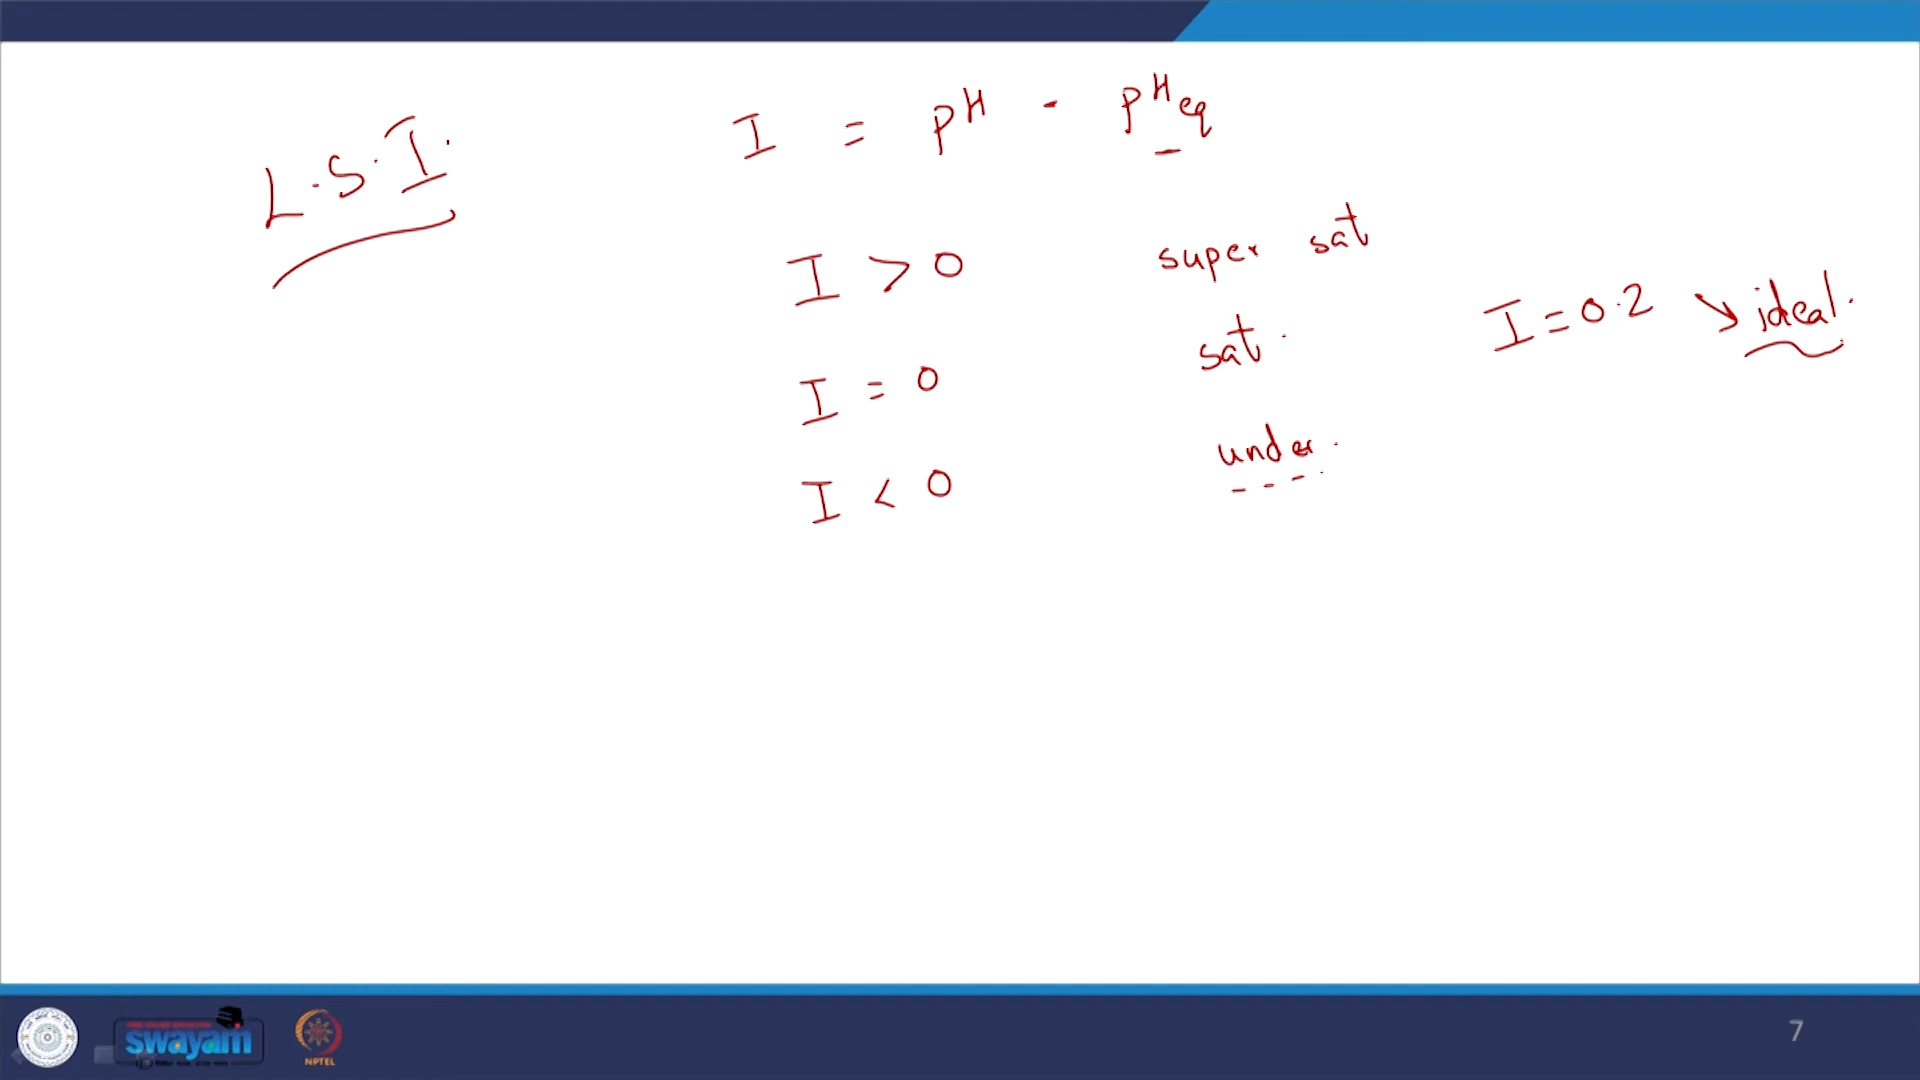 L.S.I.
I = pH - pHeq
I > 0 super sat
I = 0 sat.
I = 0.2 ↘ ideal.
I < 0 under.
swayam
NPTEL
7